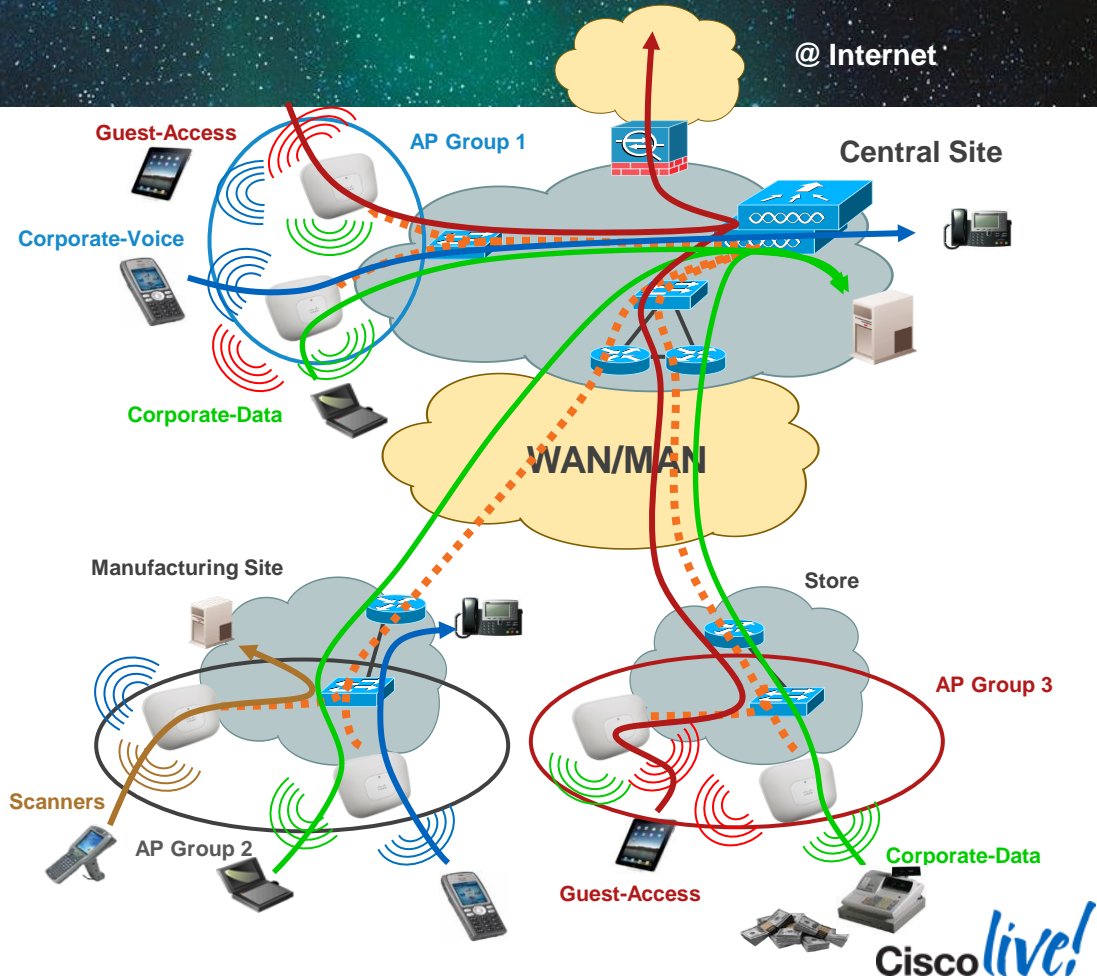 @ Internet
Guest-Access
AP Group 1
Central Site
Corporate-Voice
Corporate-Data
WAN/MAN
Manufacturing Site
Store
AP Group 3
Scanners
AP Group 2
Corporate-Data
Guest-Access
Cisco live!